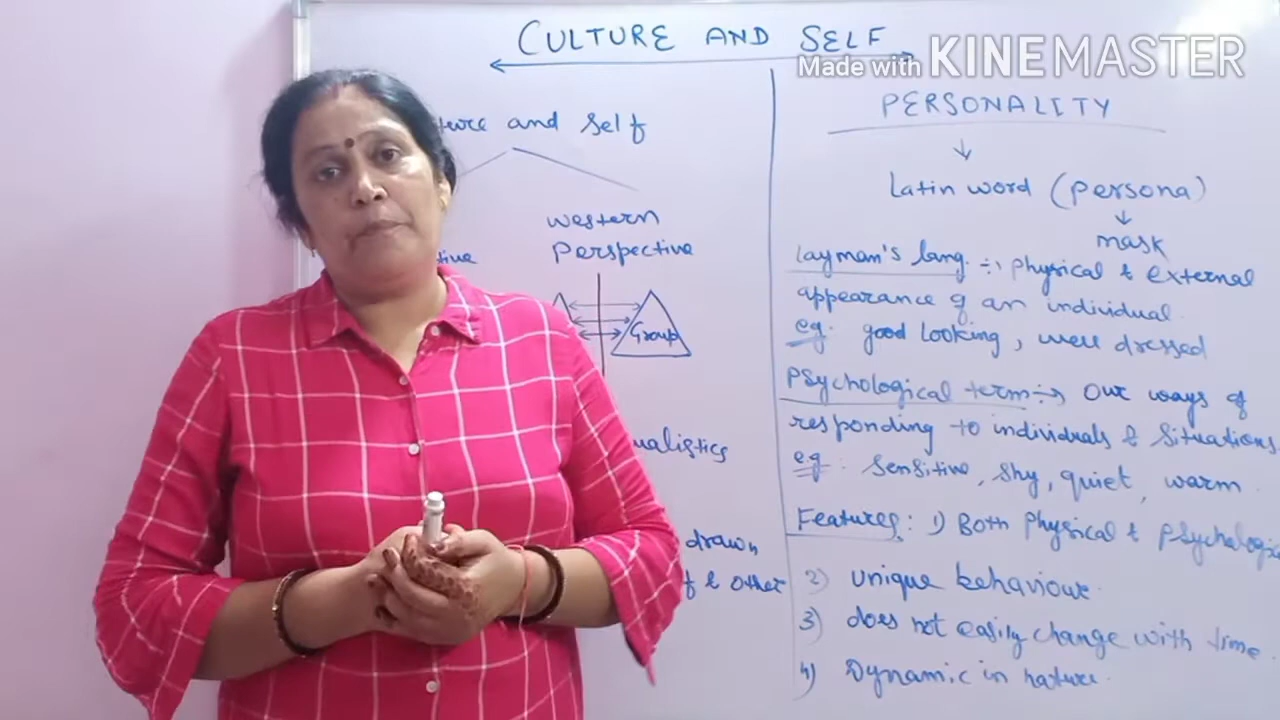 CULTURE AND SELF
Made with KINEMASTER
and Self
Western
Perspective
Group
drawn
other
PERSONALITY
Latin word (persona)
mask
Layman's lang. :→ physical & external
appearance of an individual.
eg. good looking, well dressed
Psychological term :→ Our ways of
responding to individuals & situations.
eg: Sensitive, shy, quiet, warm.
Features: 1) Both physical &
2) unique behaviour.
3) does not easily change with time.
4) Dynamic in nature.